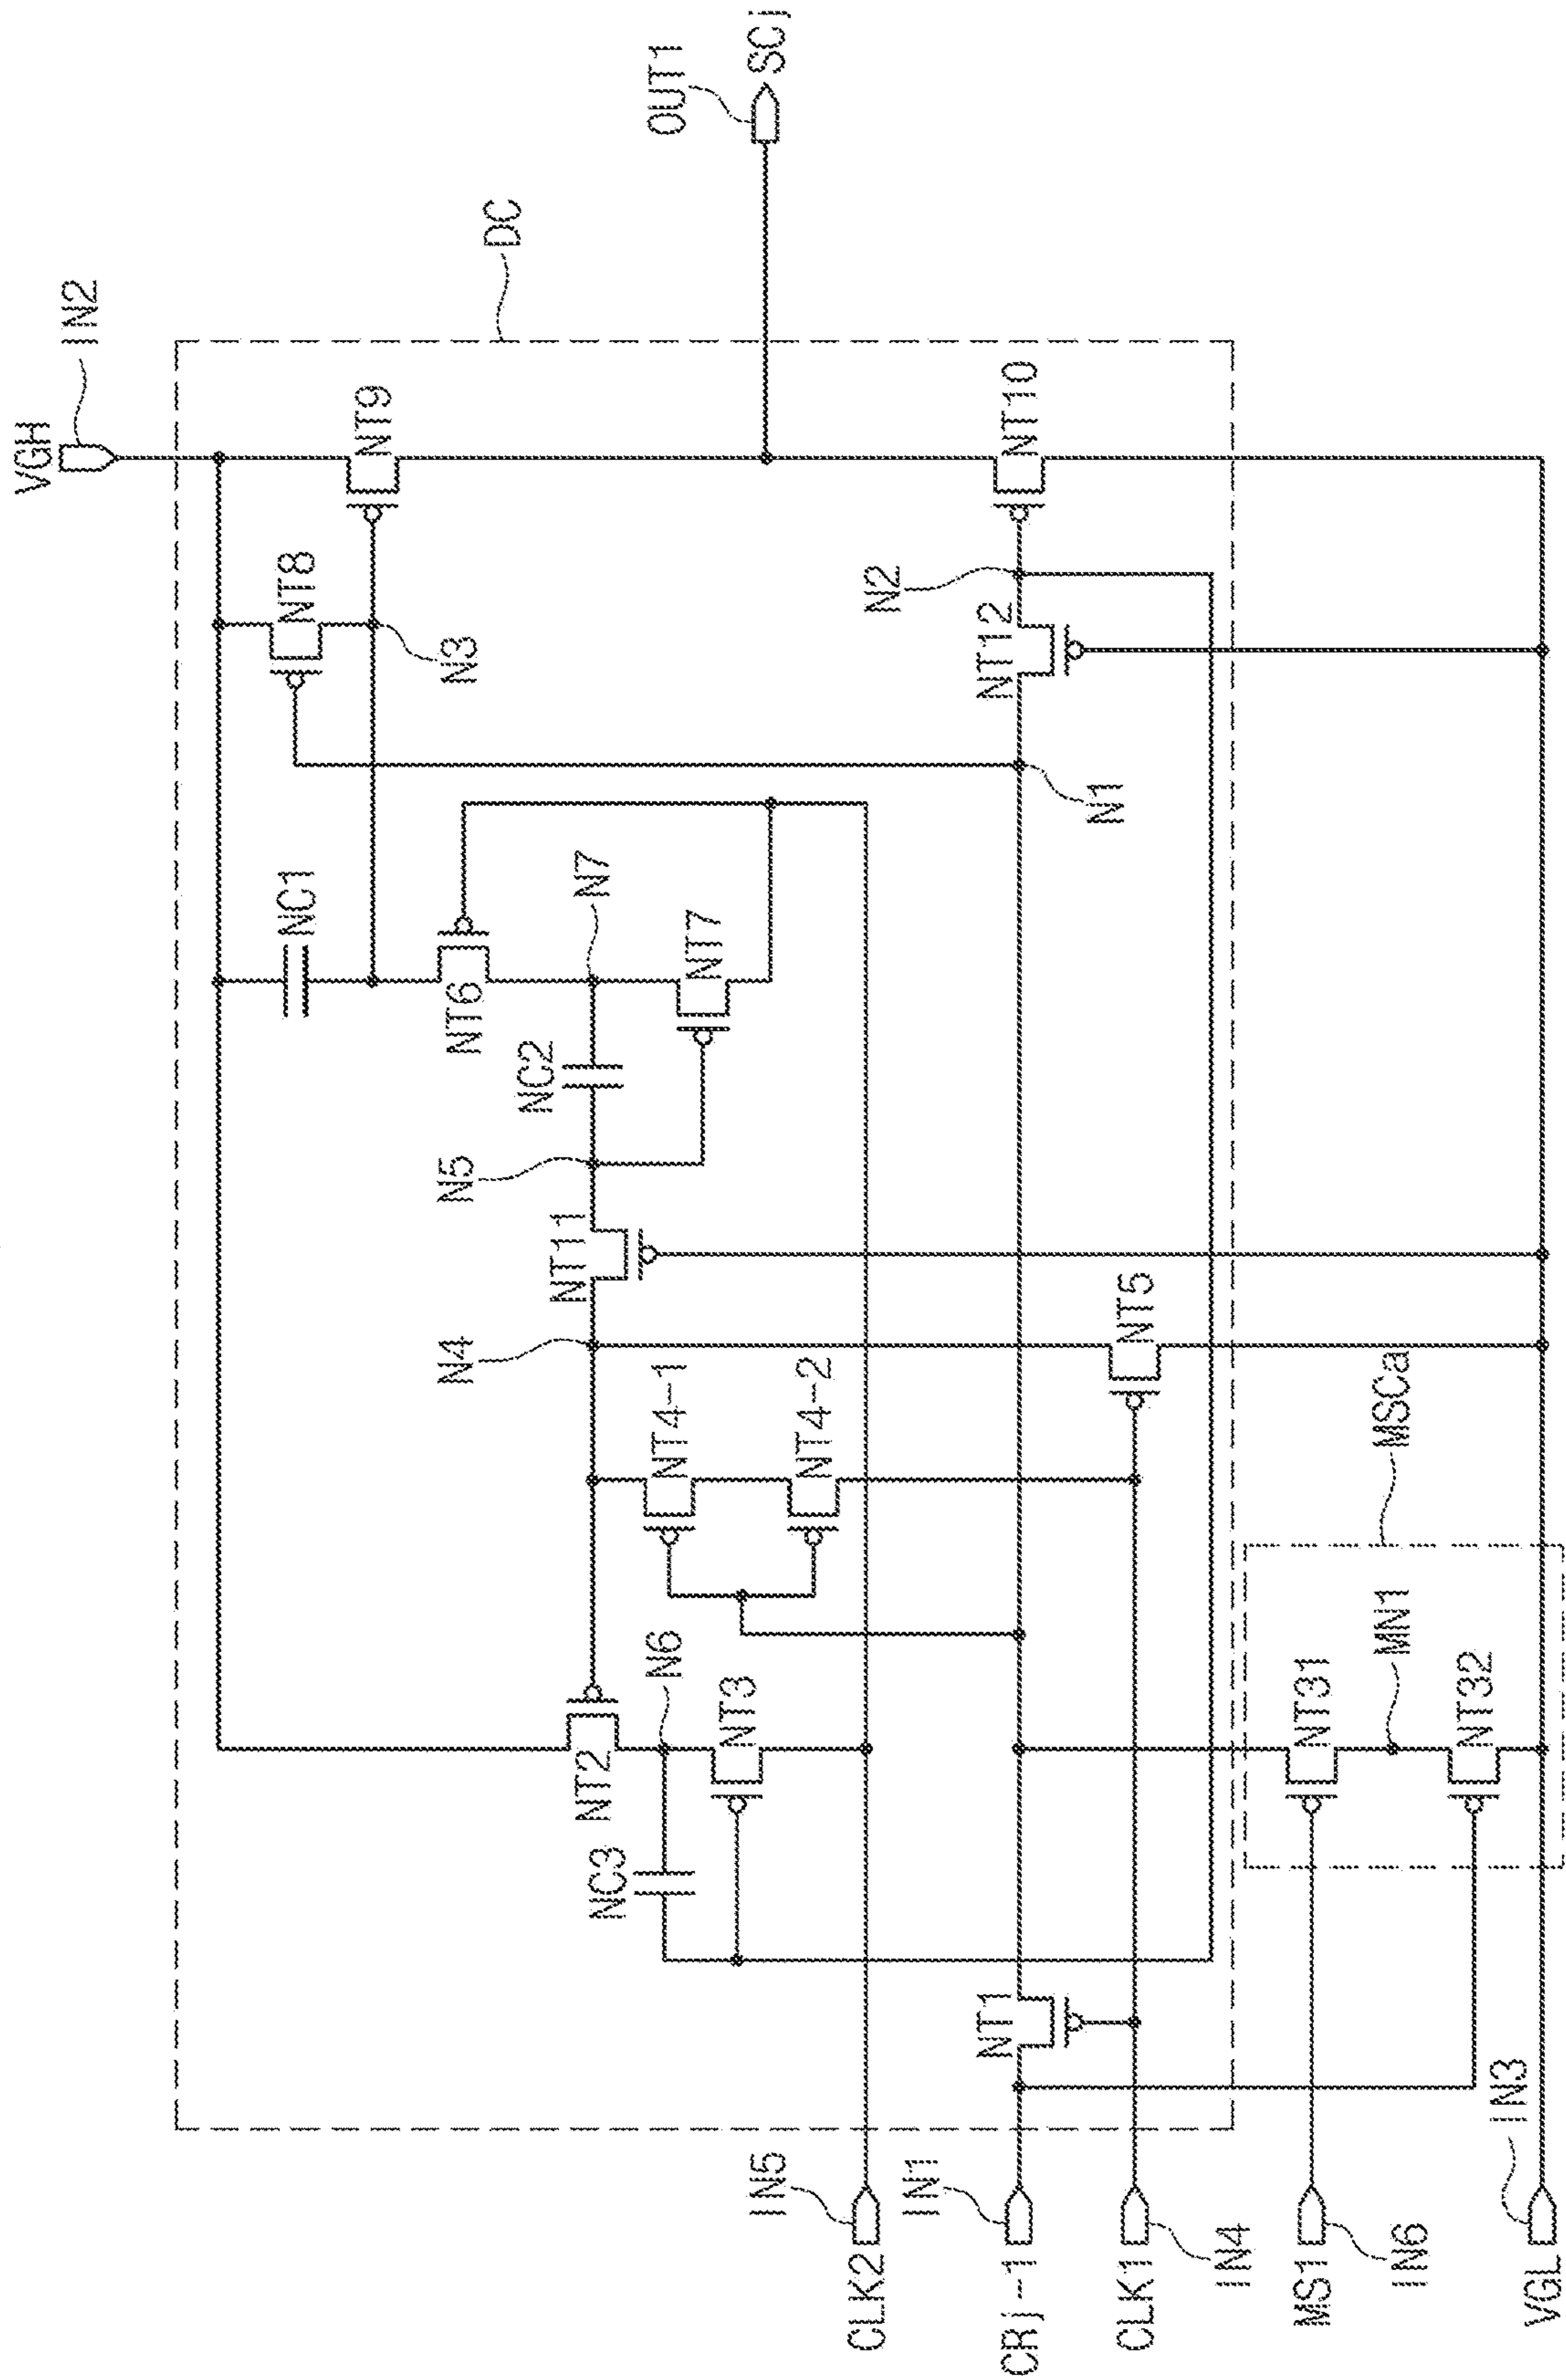 VGH
IN2
DC
OUT1
SCj
NT9
NT8
N3
NC1
NT6
N7
NC2
NT7
N5
NT11
N4
NT4-1
NT4-2
N6
NT2
NT3
NC3
N2
NT10
NT12
N1
NT5
NT1
MSCa
NT31
MN1
NT32
IN5
CLK2
IN1
CRj-1
CLK1
IN4
MS1
IN6
IN3
VGL